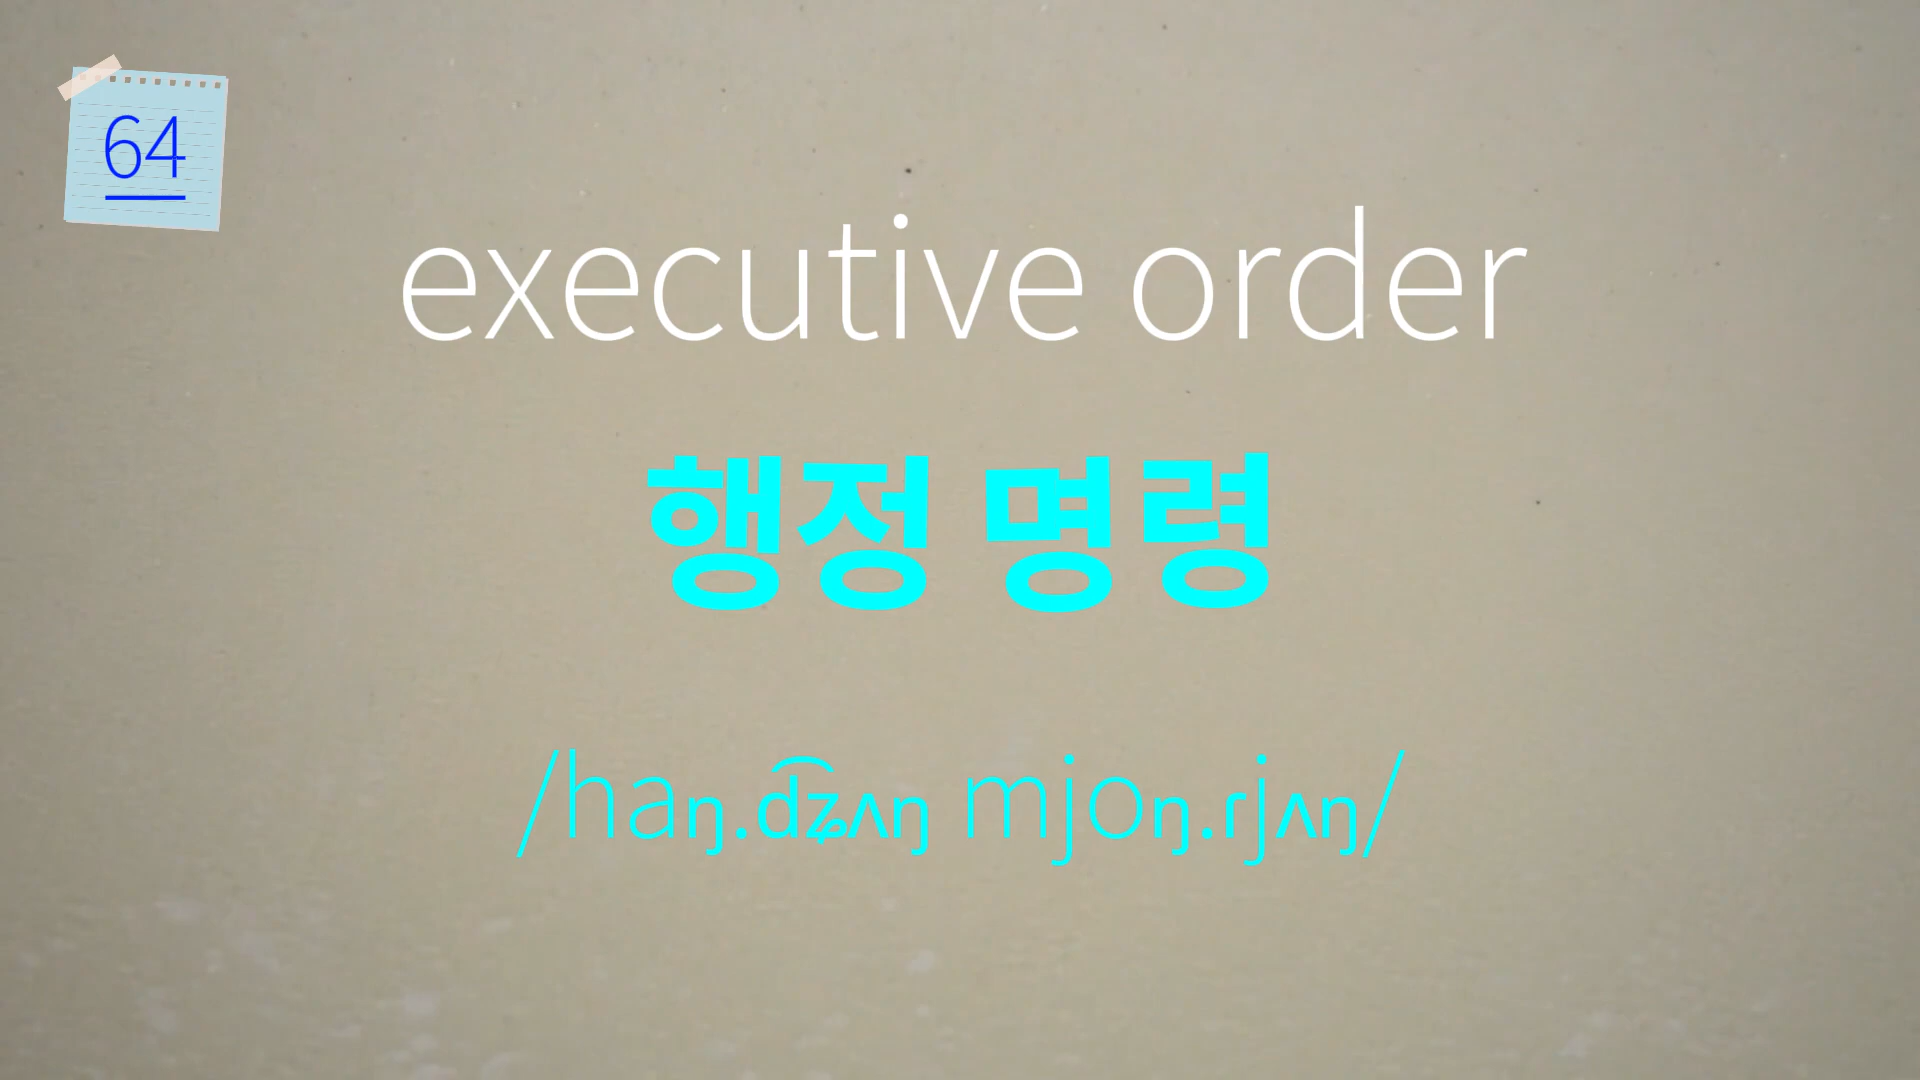 64
executive order
행정 명령
/haŋ.d͡ʑʌŋ mjoŋ.ɾjʌŋ/